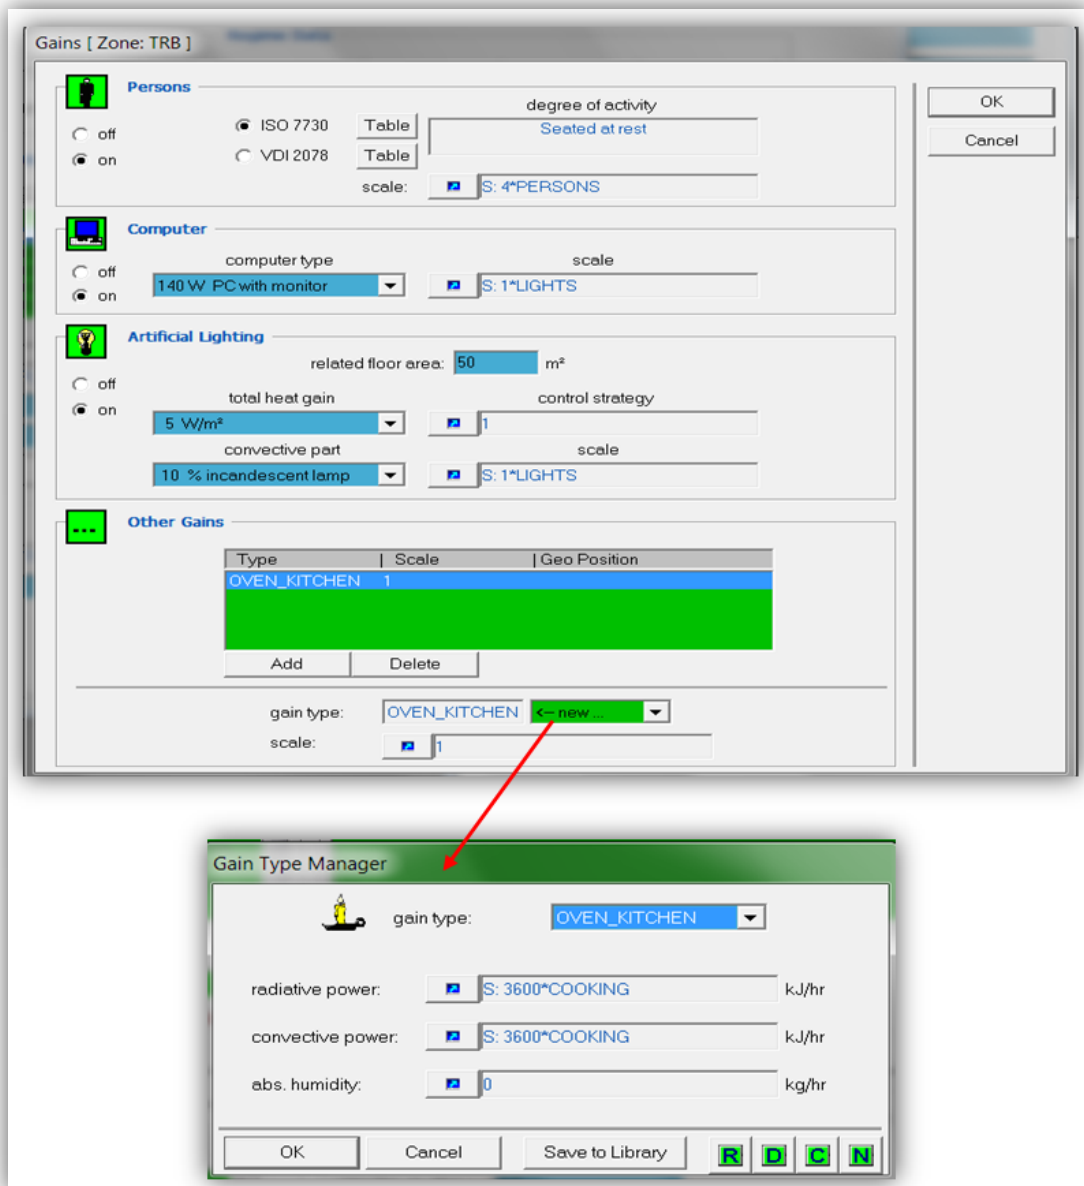 Gains [ Zone: TRB ]
Persons
degree of activity
OK
off
ISO 7730
Table
Seated at rest
Cancel
on
VDI 2078
Table
scale:
S: 4*PERSONS
Computer
computer type
scale
off
on
140 W PC with monitor
S: 1*LIGHTS
Artificial Lighting
related floor area:
50
m²
off
on
total heat gain
control strategy
5 W/m²
1
convective part
scale
10 % incandescent lamp
S: 1*LIGHTS
...
Other Gains
Type | Scale | Geo Position
OVEN_KITCHEN 1
Add
Delete
gain type:
OVEN_KITCHEN
<-- new ...
scale:
1
Gain Type Manager
gain type:
OVEN_KITCHEN
radiative power:
S: 3600*COOKING
kJ/hr
convective power:
S: 3600*COOKING
kJ/hr
abs. humidity:
0
kg/hr
OK
Cancel
Save to Library
R D C N